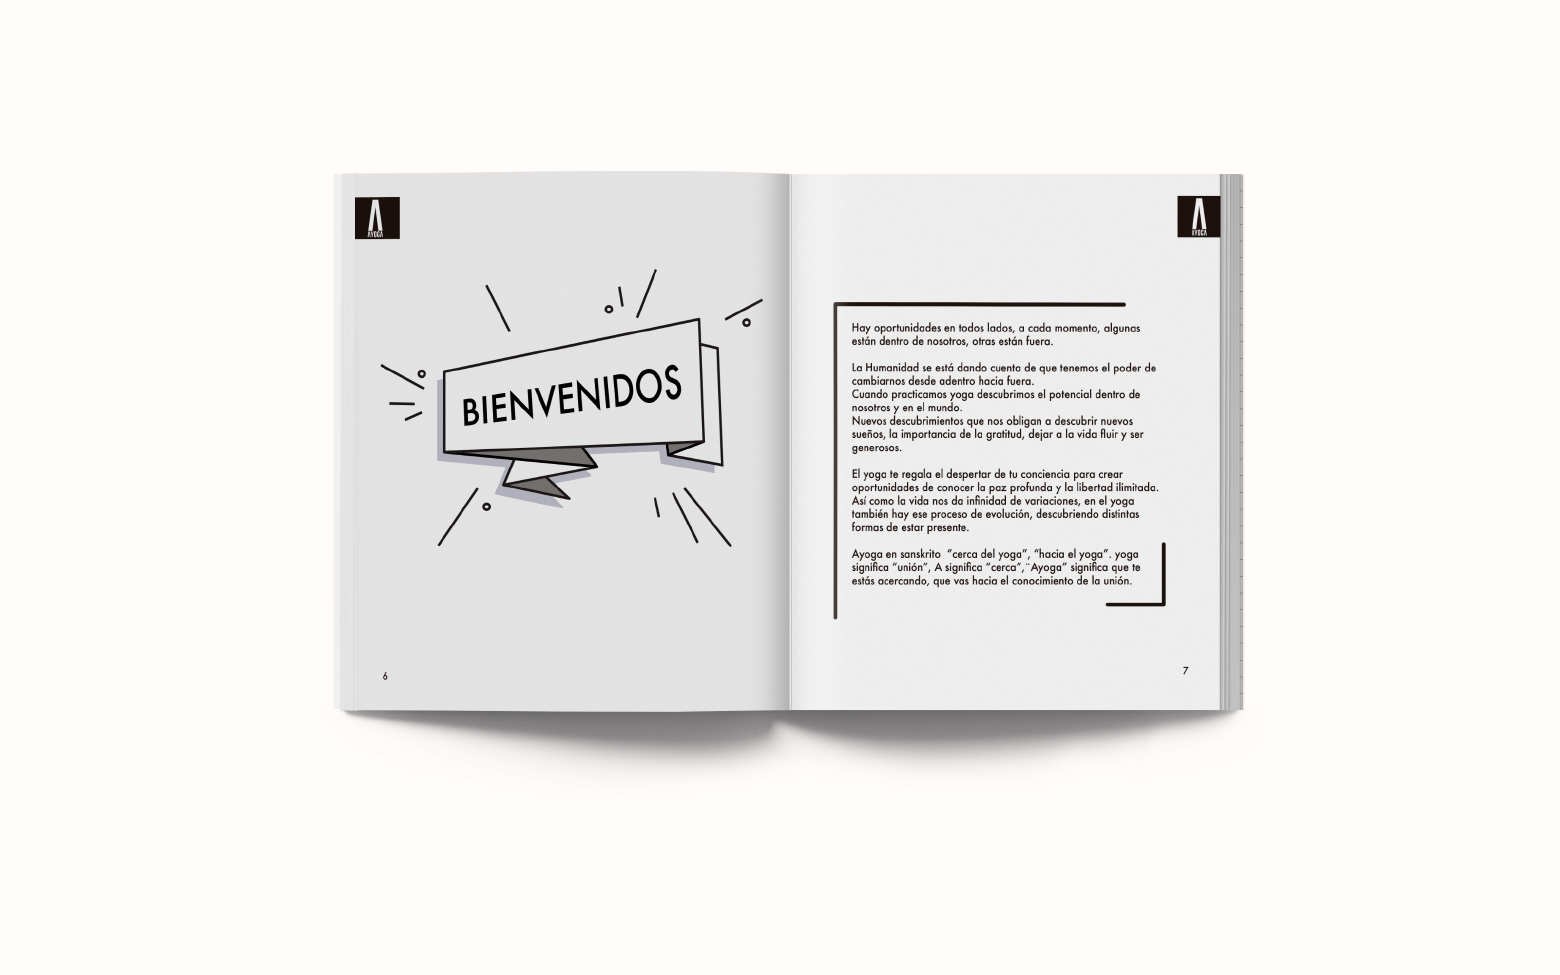 AYOGA
BIENVENIDOS
6
AYOGA
Hay oportunidades en todos lados, a cada momento, algunas
están dentro de nosotros, otras están fuera.
La Humanidad se está dando cuenta de que tenemos el poder de
cambiarnos desde adentro hacia fuera.
Cuando practicamos yoga descubrimos el potencial dentro de
nosotros y en el mundo.
Nuevos descubrimientos que nos obligan a descubrir nuevos
sueños, la importancia de la gratitud, dejar a la vida fluir y ser
generosos.
El yoga te regala el despertar de tu conciencia para crear
oportunidades de conocer la paz profunda y la libertad ilimitada.
Así como la vida nos da infinidad de variaciones, en el yoga
también hay ese proceso de evolución, descubriendo distintas
formas de estar presente.
Ayoga en sanskrito  “cerca del yoga”, “hacia el yoga”. yoga
significa “unión”, A significa “cerca”,¨Ayoga” significa que te
estás acercando, que vas hacia el conocimiento de la unión.
7